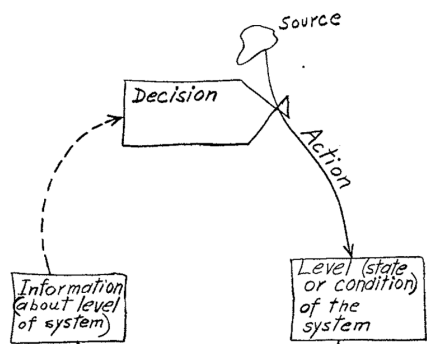 Source
Decision
Action
Information
(about level
of system)
Level (state
or condition)
of the
system